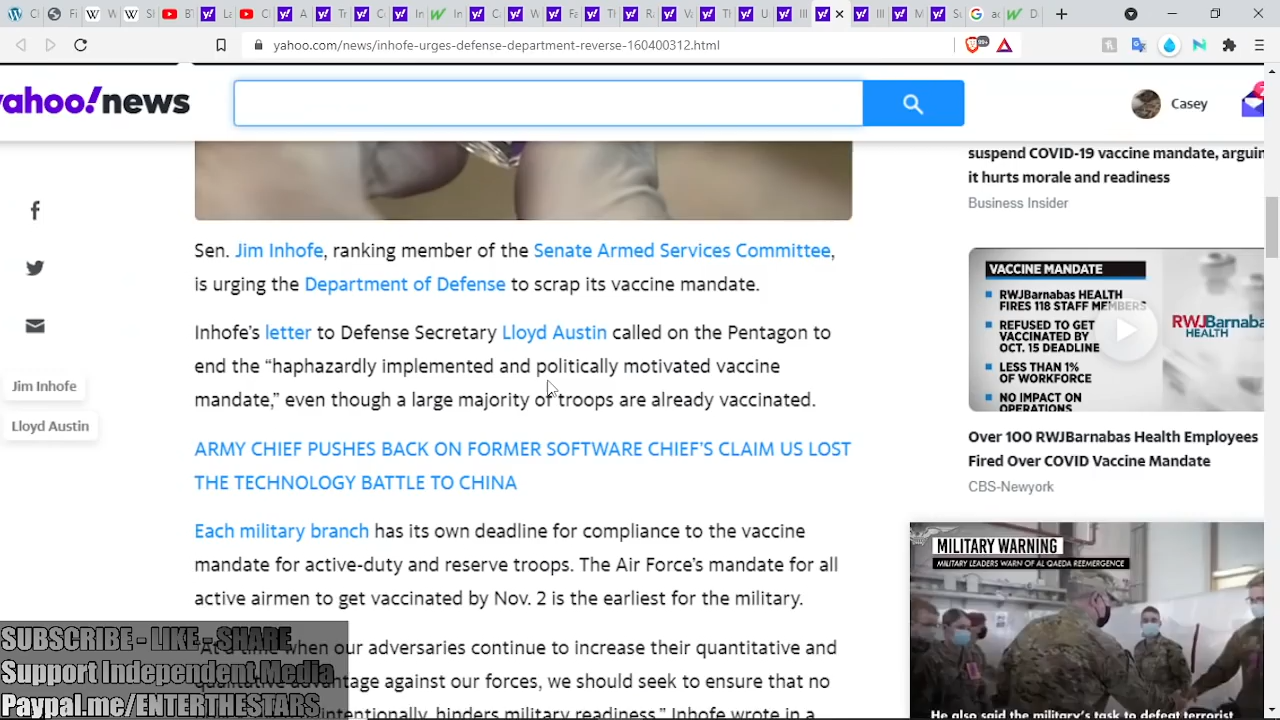 yahoo.com/news/inhofe-urges-defense-department-reverse-160400312.html
yahoo!news
Casey
suspend COVID-19 vaccine mandate, arguin
it hurts morale and readiness
Business Insider
Sen. Jim Inhofe, ranking member of the Senate Armed Services Committee,
is urging the Department of Defense to scrap its vaccine mandate.
VACCINE MANDATE
RWJBarnabas HEALTH
FIRES 118 STAFF MEMBERS
REFUSED TO GET
VACCINATED BY
OCT. 15 DEADLINE
LESS THAN 1%
OF WORKFORCE
NO IMPACT ON
OPERATIONS
RWJBarnaba
HEALTH
Inhofe's letter to Defense Secretary Lloyd Austin called on the Pentagon to
end the "haphazardly implemented and politically motivated vaccine
mandate," even though a large majority of troops are already vaccinated.
Jim Inhofe
Lloyd Austin
Over 100 RWJBarnabas Health Employees
Fired Over COVID Vaccine Mandate
CBS-Newyork
ARMY CHIEF PUSHES BACK ON FORMER SOFTWARE CHIEF'S CLAIM US LOST
THE TECHNOLOGY BATTLE TO CHINA
Each military branch has its own deadline for compliance to the vaccine
mandate for active-duty and reserve troops. The Air Force's mandate for all
active airmen to get vaccinated by Nov. 2 is the earliest for the military.
MILITARY WARNING
MILITARY LEADERS WARN OF AL QAEDA REEMERGENCE
when our adversaries continue to increase their quantitative and
qualitative advantage against our forces, we should seek to ensure that no
intentionally, hinders military readiness," Inhofe wrote in a
He also said the military's task to defeat terrorist
SUBSCRIBE - LIKE - SHARE
Support Independent Media
Paypal.me/ENTERTHESTARS